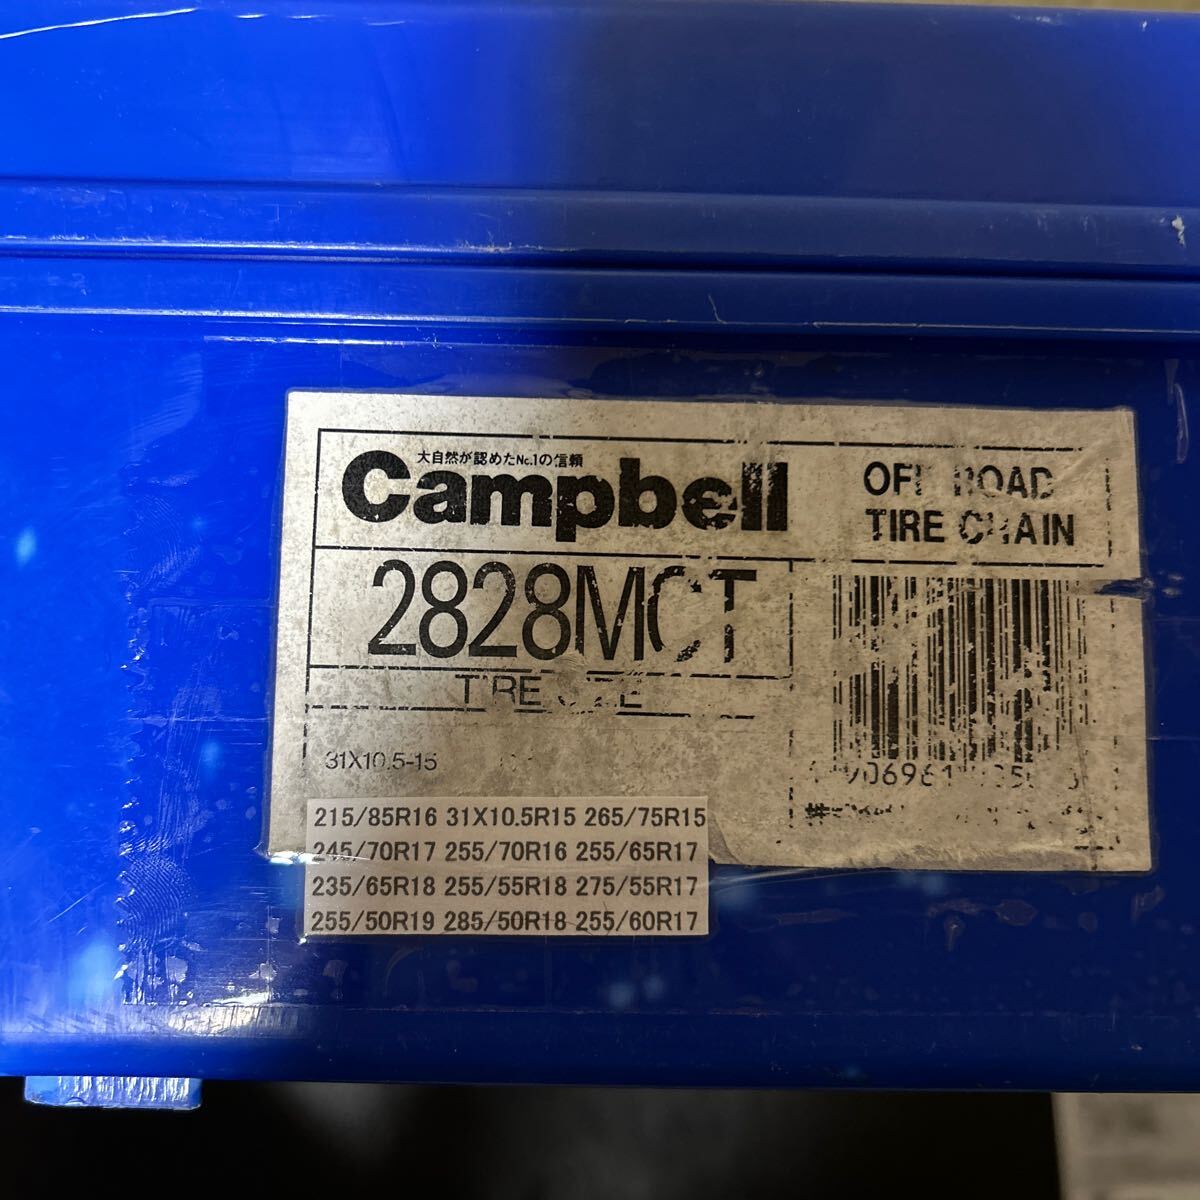 大自然が認めたNo.1の信頼
Campbell
OFF ROAD
TIRE CHAIN
2828MCT
TIRE SIZE
31X10.5-15
215/85R16 31X10.5R15 265/75R15
245/70R17 255/70R16 255/65R17
235/65R18 255/55R18 275/55R17
255/50R19 285/50R18 255/60R17